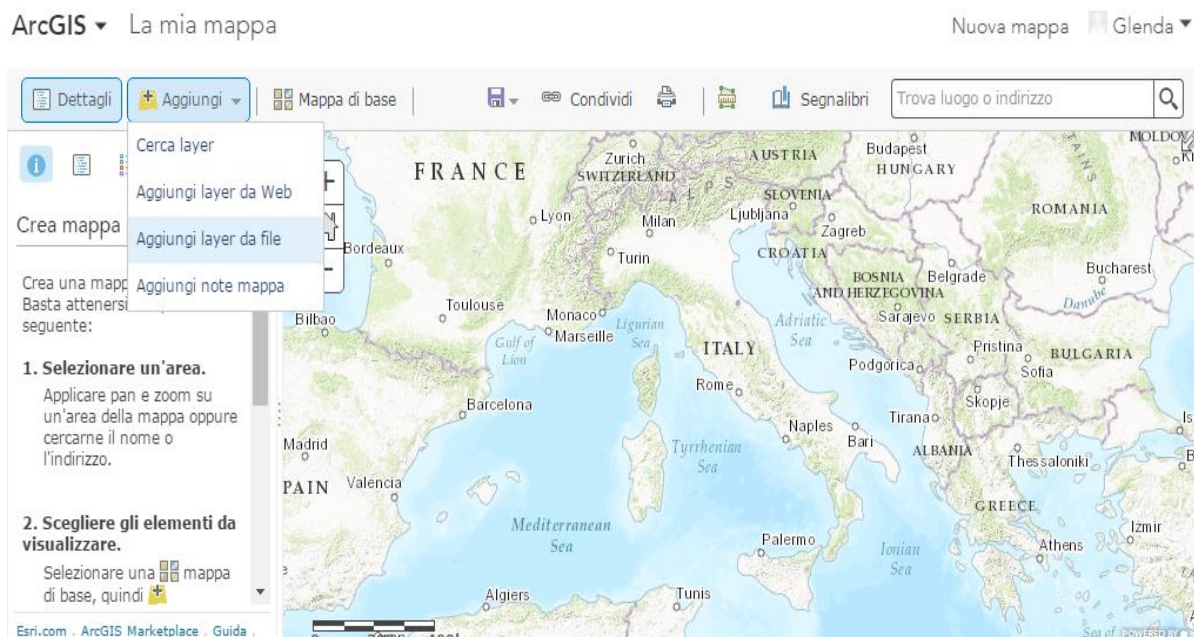 ArcGIS La mia mappa
Nuova mappa Glenda
Dettagli Aggiungi Mappa di base Condividi Segnalibri Trova luogo o indirizzo
Cerca layer
Aggiungi layer da Web
Aggiungi layer da file
Aggiungi note mappa
Crea mappa
Crea una
Basta attenersi
seguente:
1. Selezionare un'area.
Applicare pan e zoom su
un'area della mappa oppure
cercarne il nome o
l'indirizzo.
2. Scegliere gli elementi da
visualizzare.
Selezionare una mappa
di base, quindi
Esri.com . ArcGIS Marketplace . Guida .
FRANCE
Zurich
SWITZERLAND
AUSTRIA
Budapest
HUNGARY
ALPS
SLOVENIA
ROMANIA
Lyon
Milan
Ljubljana
Zagreb
Bordeaux
Turin
CROATIA
BOSNIA
AND HERZEGOVINA
Belgrade
Bucharest
Danube
Toulouse
Monaco
Bilbao
Marseille
Ligurian
Sea
Adriatic
Sea
Sarajevo
SERBIA
Gulf of
Lion
ITALY
Pristina
BULGARIA
Podgorica
Sofia
Rome
Skopje
Barcelona
Naples
Bari
Tirana
Madrid
Tyrrhenian
Sea
ALBANIA
Thessaloniki
Valencia
GREECE
Mediterranean
Sea
Palermo
Ionian
Sea
Athens
Izmir
Algiers
Tunis
POWERED BY